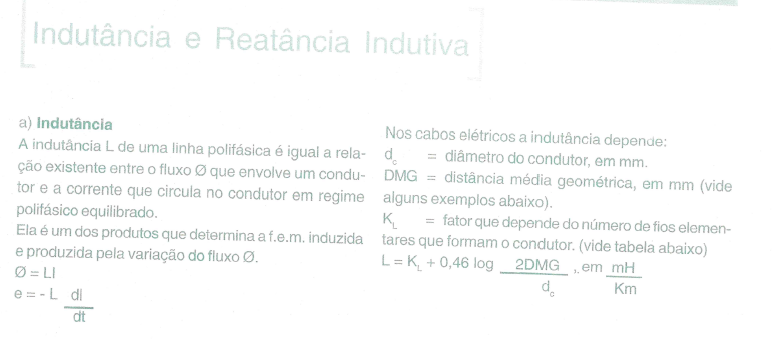 Indutância e Reatância Indutiva
a) Indutância
A indutância L de uma linha polifásica é igual a rela-
ção existente entre o fluxo Ø que envolve um condu-
tor e a corrente que circula no condutor em regime
polifásico equilibrado.
Ela é um dos produtos que determina a f.e.m. induzida
e produzida pela variação do fluxo Ø.
Ø = LI
e = - L dI
dt
Nos cabos elétricos a indutância depende:
dc = diâmetro do condutor, em mm.
DMG = distância média geométrica, em mm (vide
alguns exemplos abaixo).
KL = fator que depende do número de fios elemen-
tares que formam o condutor. (vide tabela abaixo)
L = KL + 0,46 log 2DMG , em mH
dc Km